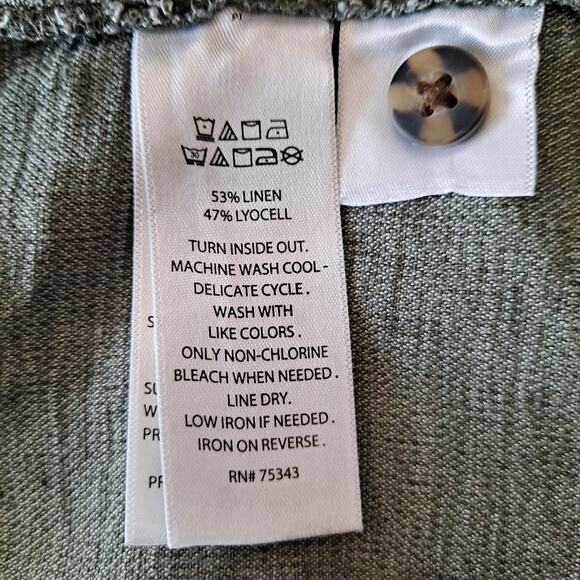 30
53% LINEN
47% LYOCELL
TURN INSIDE OUT.
MACHINE WASH COOL -
DELICATE CYCLE .
WASH WITH
LIKE COLORS .
ONLY NON-CHLORINE
BLEACH WHEN NEEDED .
LINE DRY.
LOW IRON IF NEEDED .
IRON ON REVERSE .
RN# 75343